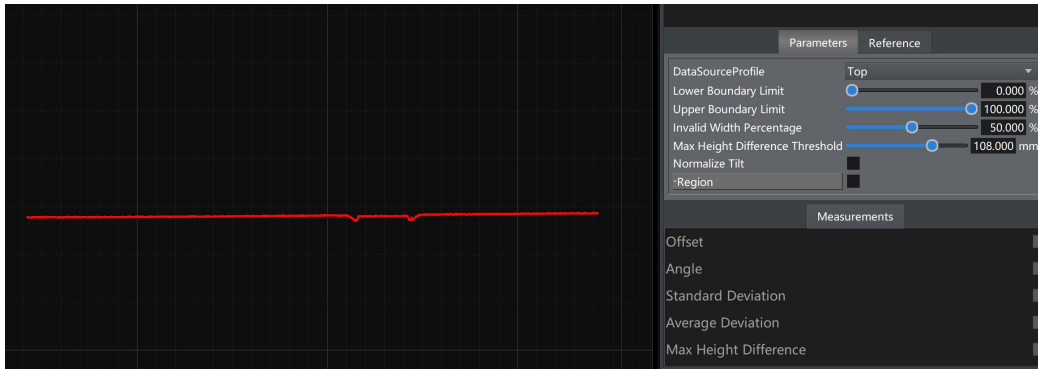 Parameters Reference
DataSourceProfile Top
Lower Boundary Limit 0.000 %
Upper Boundary Limit 100.000 %
Invalid Width Percentage 50.000 %
Max Height Difference Threshold 108.000 mm
Normalize Tilt
Region
Measurements
Offset
Angle
Standard Deviation
Average Deviation
Max Height Difference